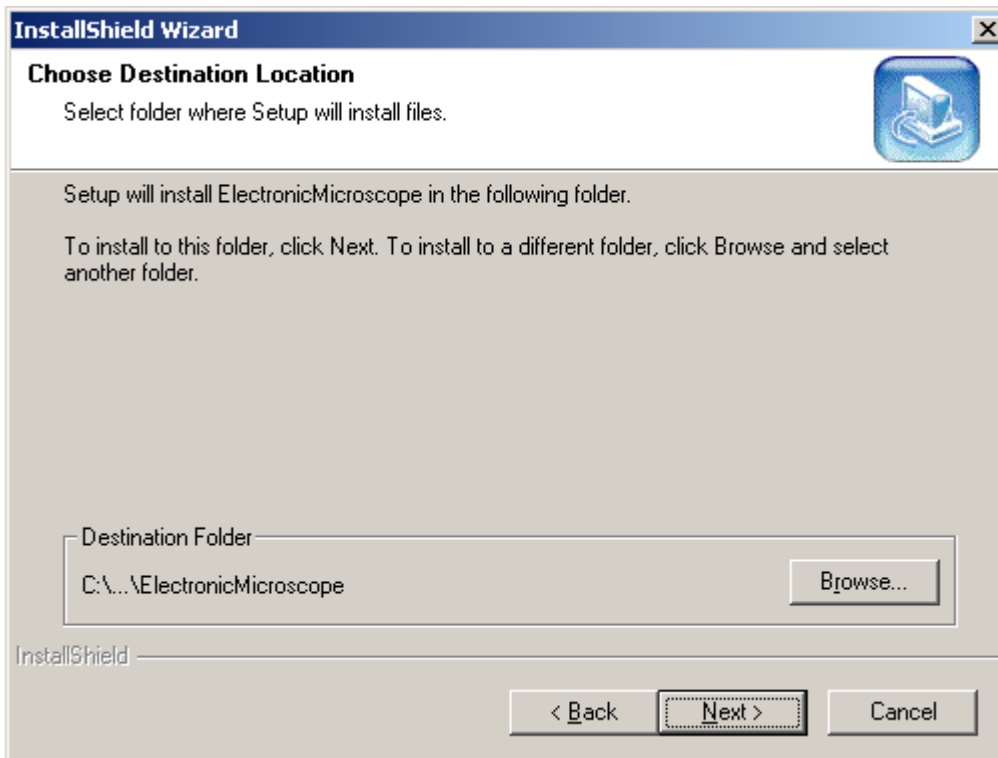 InstallShield Wizard
Choose Destination Location
Select folder where Setup will install files.
Setup will install ElectronicMicroscope in the following folder.
To install to this folder, click Next. To install to a different folder, click Browse and select
another folder.
Destination Folder
C:\...\ElectronicMicroscope
Browse...
InstallShield
< Back
Next >
Cancel